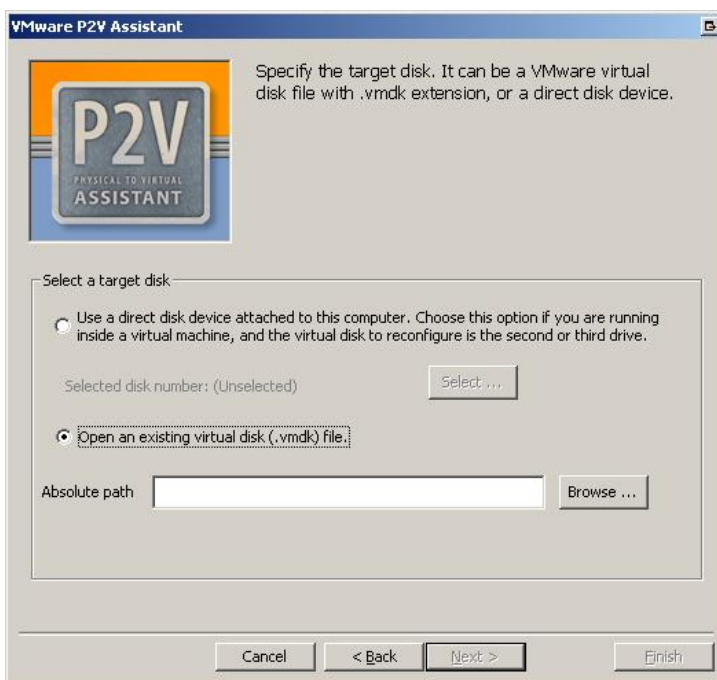 VMware P2V Assistant
P2V
PHYSICAL TO VIRTUAL
ASSISTANT
Specify the target disk. It can be a VMware virtual
disk file with .vmdk extension, or a direct disk device.
Select a target disk
Use a direct disk device attached to this computer. Choose this option if you are running
inside a virtual machine, and the virtual disk to reconfigure is the second or third drive.
Selected disk number: (Unselected)
Select ...
Open an existing virtual disk (.vmdk) file.
Absolute path
Browse ...
Cancel
< Back
Next >
Finish